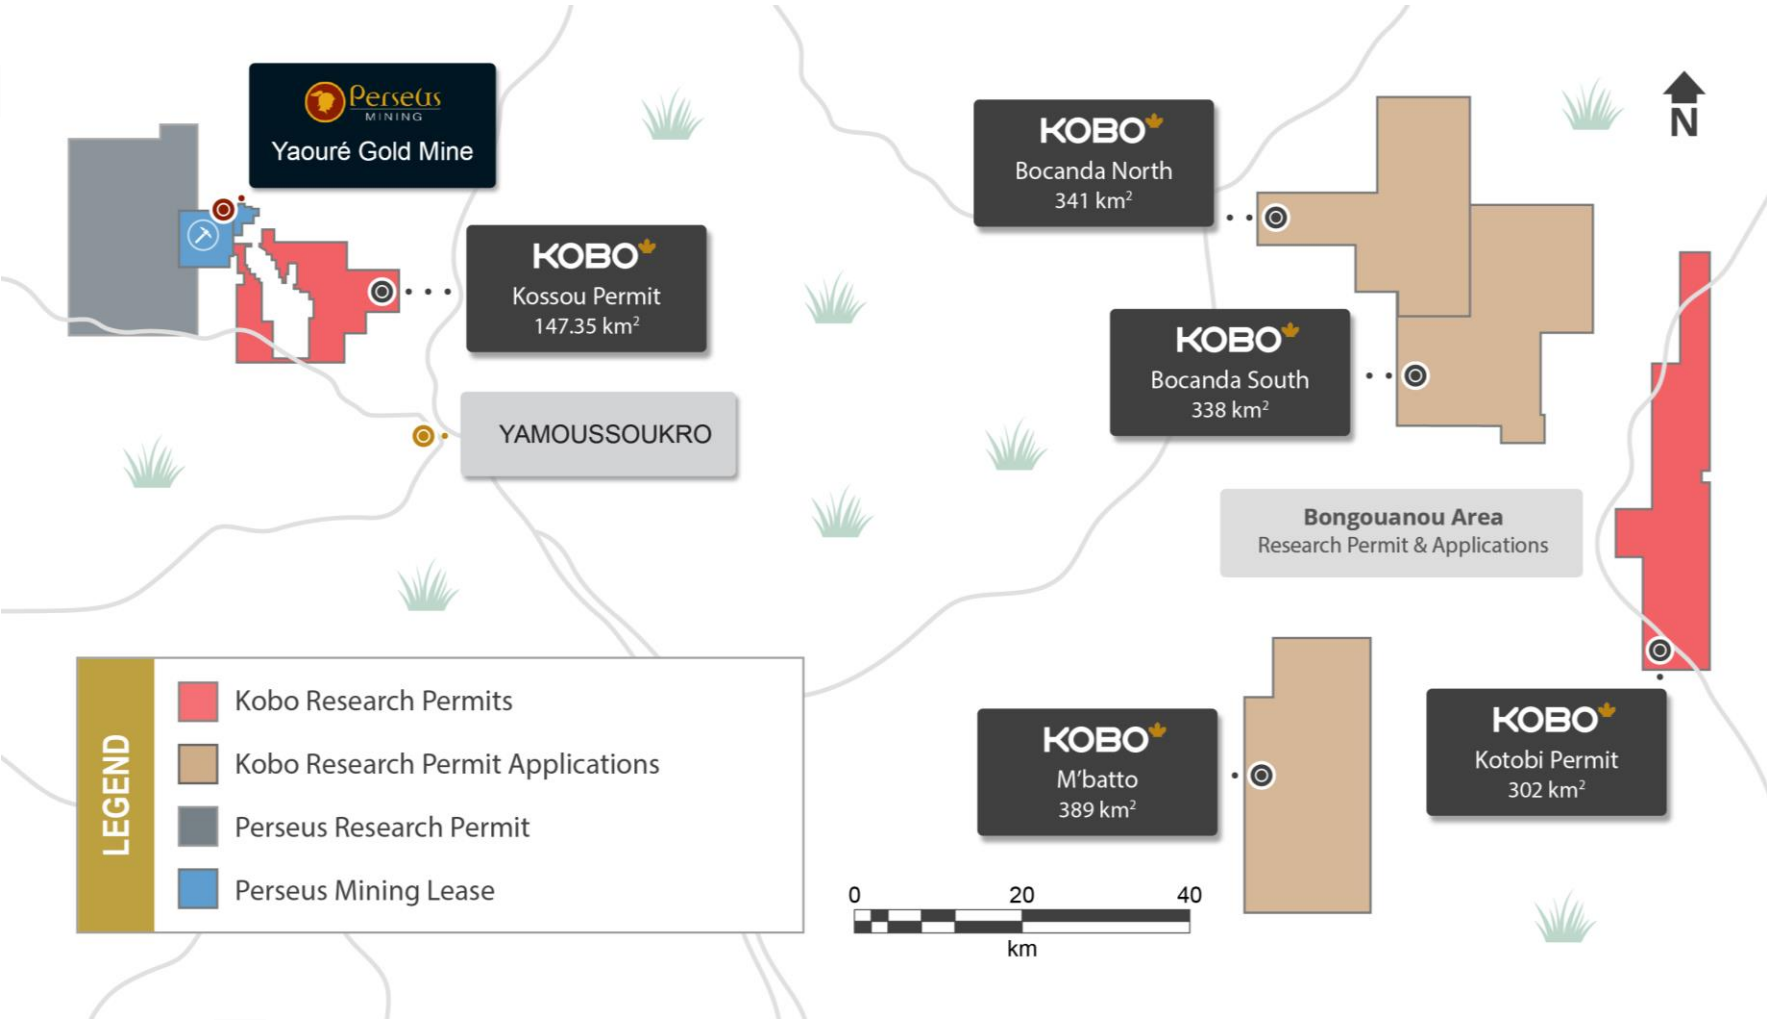 Perseus
MINING
Yaouré Gold Mine
KOBO
Kossou Permit
147.35 km²
YAMOUSSOUKRO
KOBO
Bocanda North
341 km²
N
KOBO
Bocanda South
338 km²
Bongouanou Area
Research Permit & Applications
KOBO
M'batto
389 km²
KOBO
Kotobi Permit
302 km²
LEGEND
Kobo Research Permits
Kobo Research Permit Applications
Perseus Research Permit
Perseus Mining Lease
0 20 40
km